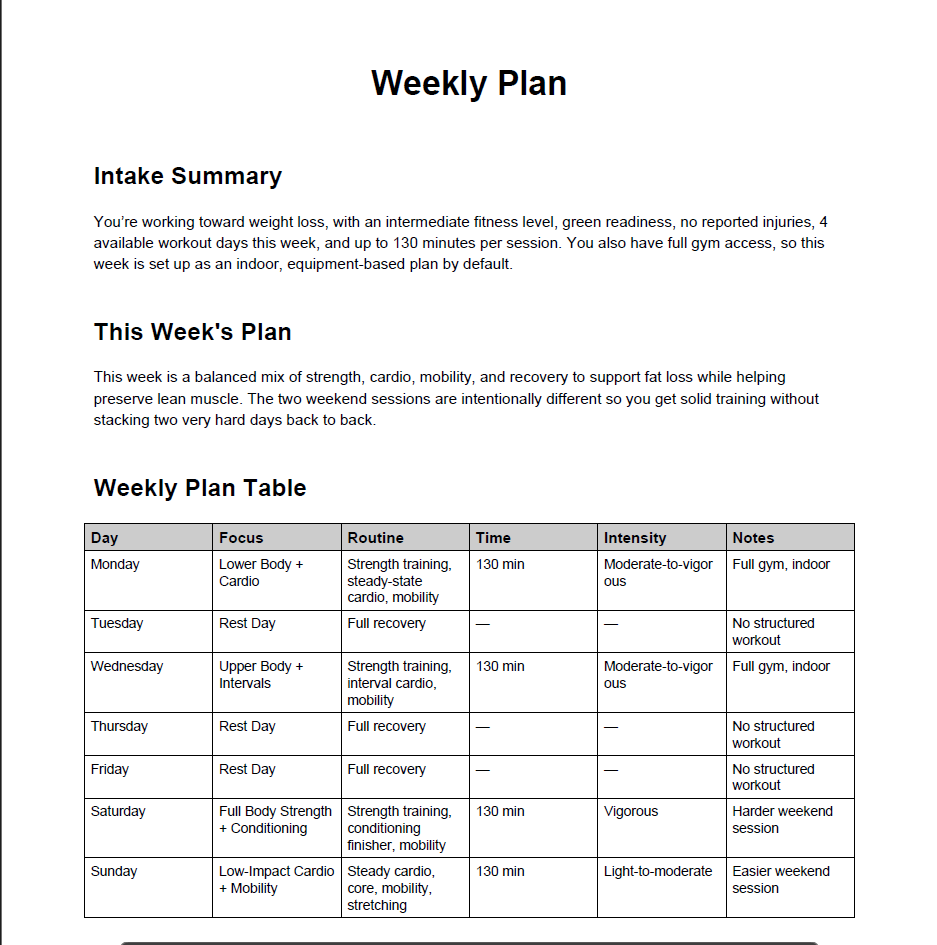 Weekly Plan
Intake Summary
You’re working toward weight loss, with an intermediate fitness level, green readiness, no reported injuries, 4
available workout days this week, and up to 130 minutes per session. You also have full gym access, so this
week is set up as an indoor, equipment-based plan by default.
This Week's Plan
This week is a balanced mix of strength, cardio, mobility, and recovery to support fat loss while helping
preserve lean muscle. The two weekend sessions are intentionally different so you get solid training without
stacking two very hard days back to back.
Weekly Plan Table
Day Focus Routine Time Intensity Notes
Monday Lower Body + Strength training, 130 min Moderate-to-vigor Full gym, indoor
Cardio steady-state ous
cardio, mobility
Tuesday Rest Day Full recovery — — No structured
workout
Wednesday Upper Body + Strength training, 130 min Moderate-to-vigor Full gym, indoor
Intervals interval cardio, ous
mobility
Thursday Rest Day Full recovery — — No structured
workout
Friday Rest Day Full recovery — — No structured
workout
Saturday Full Body Strength Strength training, 130 min Vigorous Harder weekend
+ Conditioning conditioning session
finisher, mobility
Sunday Low-Impact Cardio Steady cardio, 130 min Light-to-moderate Easier weekend
+ Mobility core, mobility, session
stretching